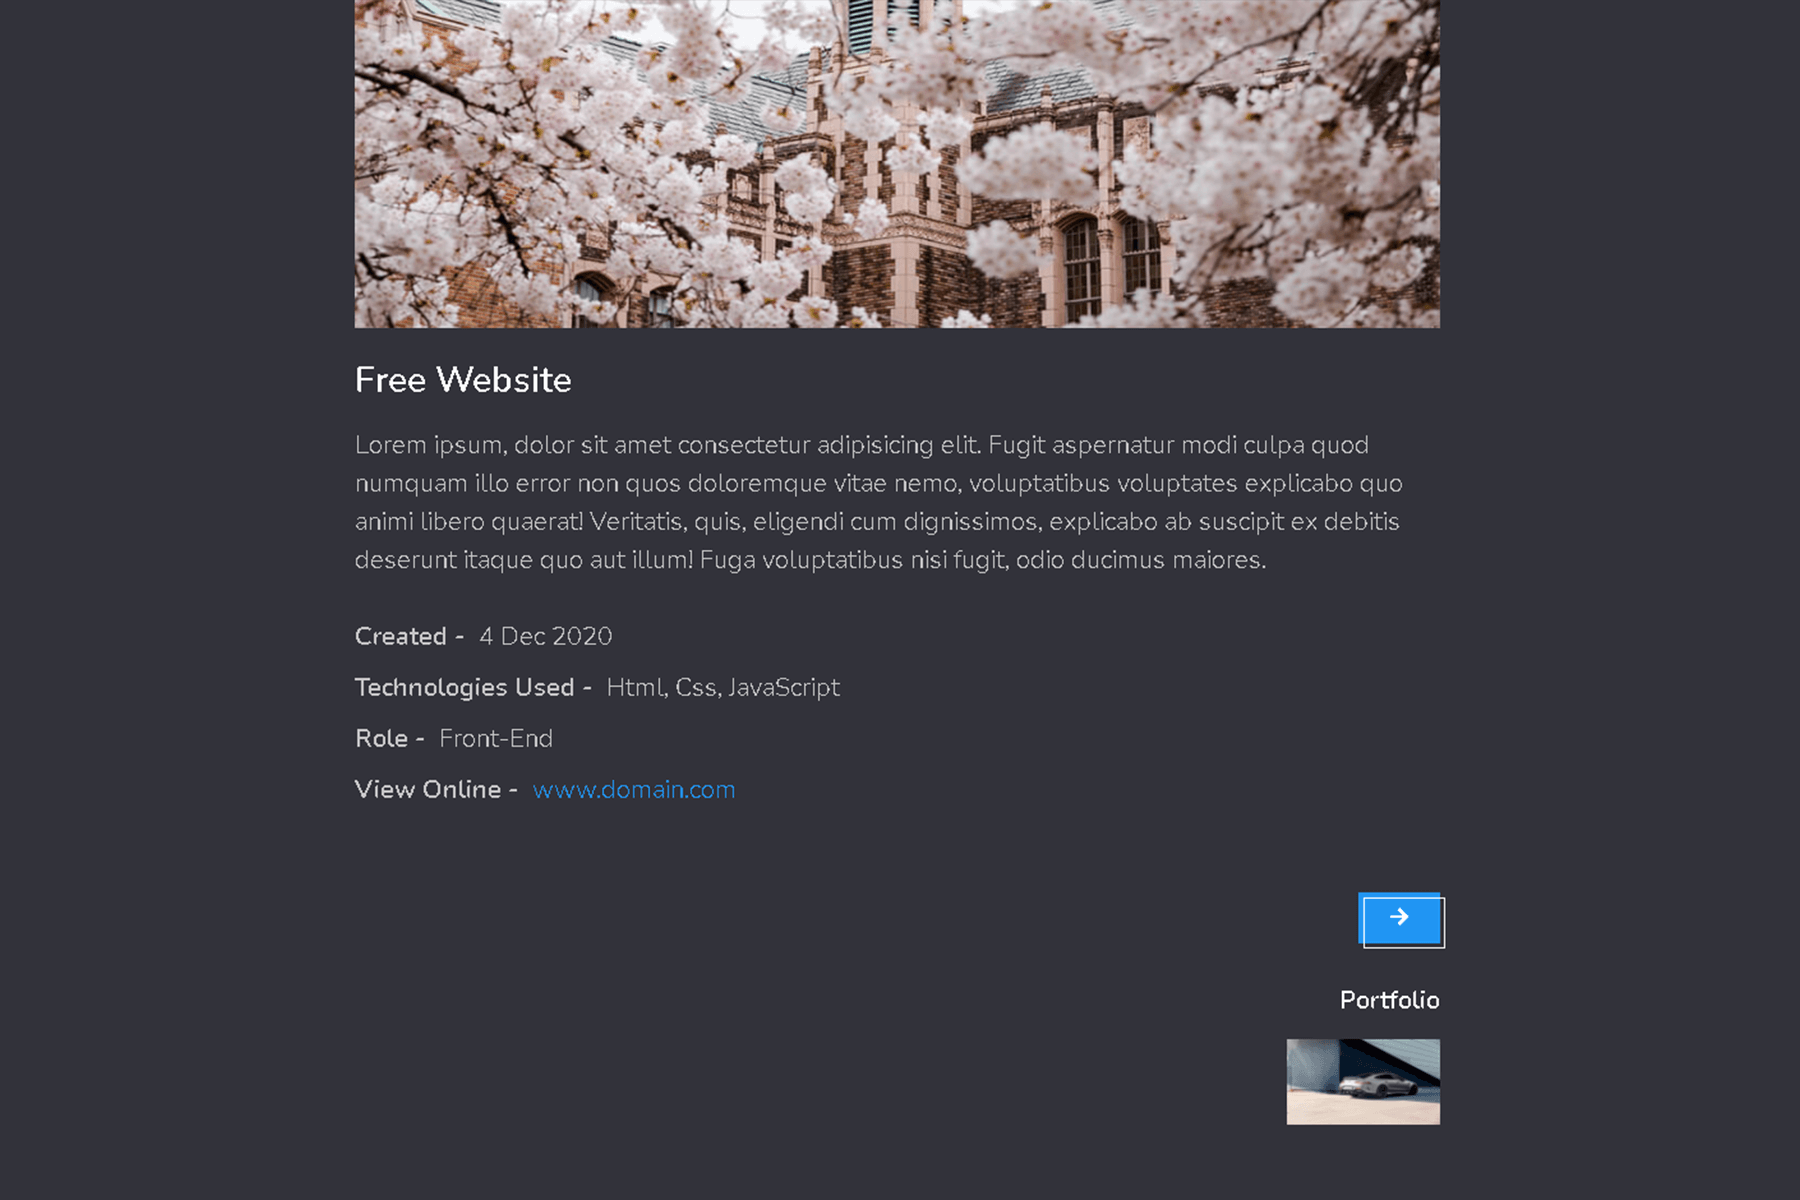 Free Website
Lorem ipsum, dolor sit amet consectetur adipisicing elit. Fugit aspernatur modi culpa quod
numquam illo error non quos doloremque vitae nemo, voluptatibus voluptates explicabo quo
animi libero quaerat! Veritatis, quis, eligendi cum dignissimos, explicabo ab suscipit ex debitis
deserunt itaque quo aut illum! Fuga voluptatibus nisi fugit, odio ducimus maiores.
Created - 4 Dec 2020
Technologies Used - Html, Css, JavaScript
Role - Front-End
View Online - www.domain.com
Portfolio